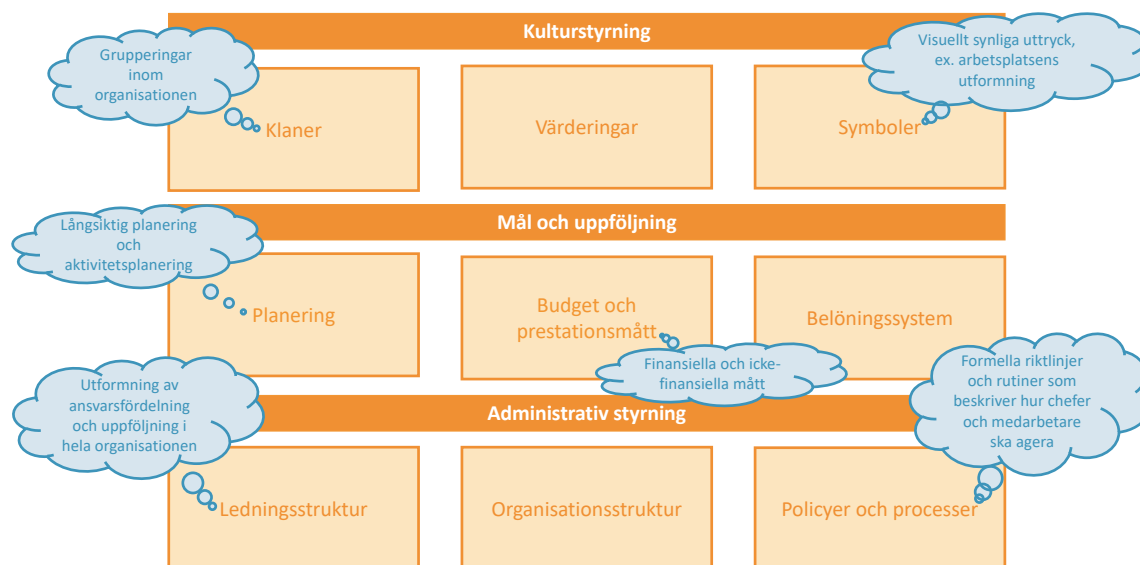 Kulturstyrning
Grupperingar
inom
organisationen
Visuellt synliga uttryck,
ex. arbetsplatsens
utformning
Klaner
Värderingar
Symboler
Mål och uppföljning
Långsiktig planering
och
aktivitetsplanering
Planering
Budget och
prestationsmått
Belöningssystem
Finansiella och icke-
finansiella mått
Formella riktlinjer
och rutiner som
beskriver hur chefer
och medarbetare
ska agera
Utformning av
ansvarsfördelning
och uppföljning i
hela organisationen
Administrativ styrning
Ledningsstruktur
Organisationsstruktur
Policyer och processer